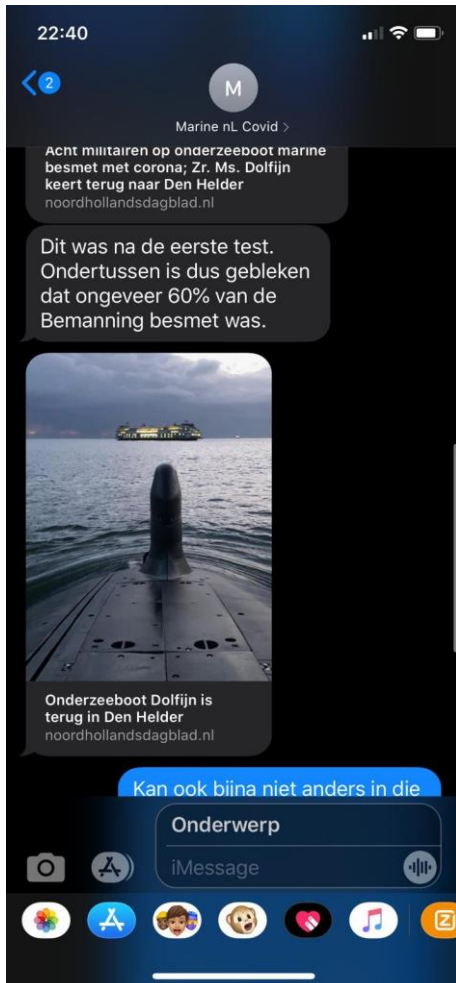 22:40
2
M
Marine nL Covid >
Acht militairen op onderzeeboot marine
besmet met corona; Zr. Ms. Dolfijn
keert terug naar Den Helder
noordhollandsdagblad.nl
Dit was na de eerste test.
Ondertussen is dus gebleken
dat ongeveer 60% van de
Bemanning besmet was.
Onderzeeboot Dolfijn is
terug in Den Helder
noordhollandsdagblad.nl
Kan ook bijna niet anders in die
Onderwerp
iMessage
Z